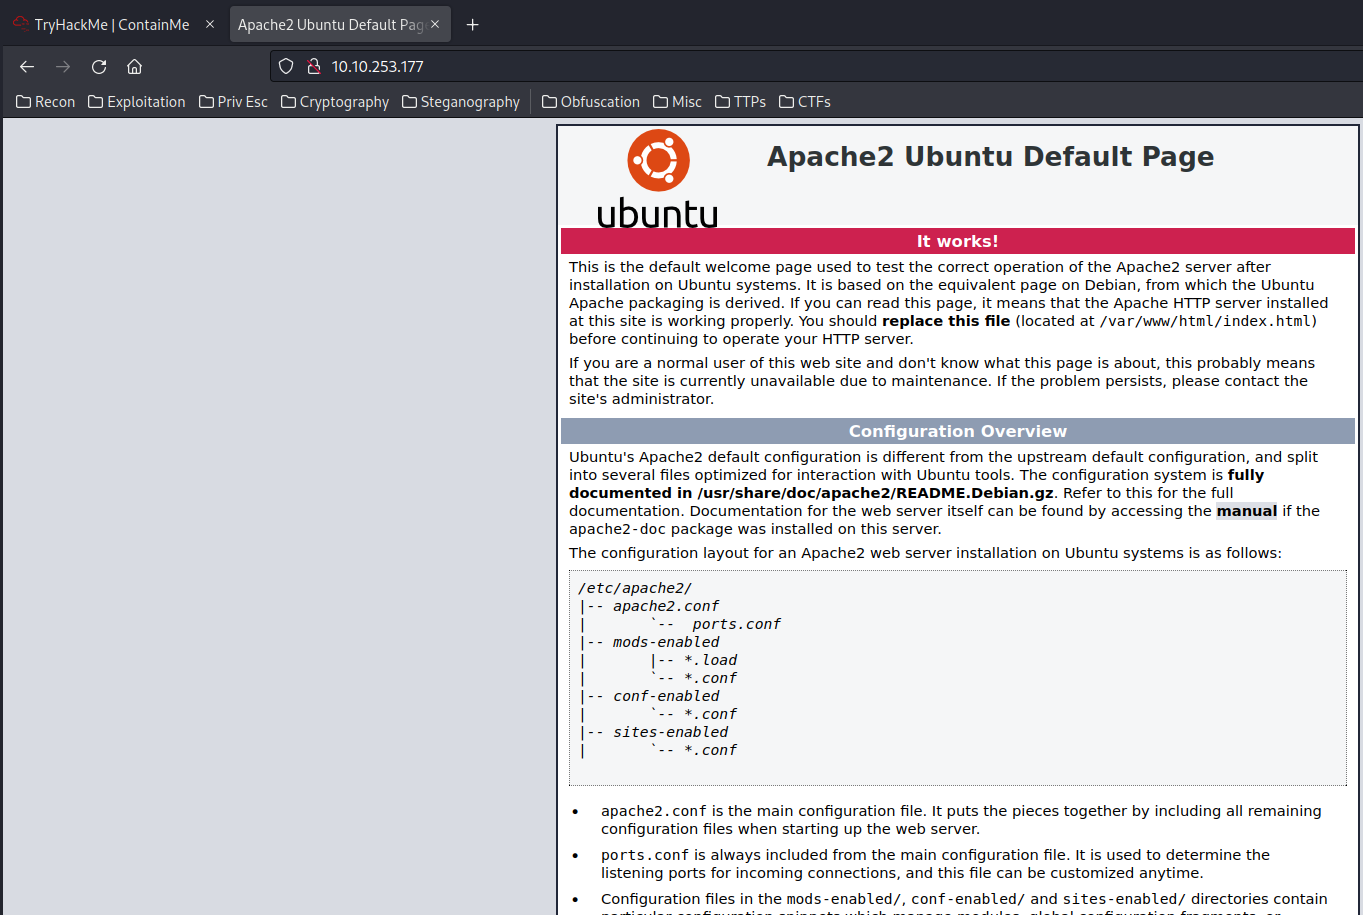 TryHackMe | ContainMe
Apache2 Ubuntu Default Pag
10.10.253.177
Recon Exploitation Priv Esc Cryptography Steganography Obfuscation Misc TTPs CTFs
ubuntu
Apache2 Ubuntu Default Page
It works!
This is the default welcome page used to test the correct operation of the Apache2 server after
installation on Ubuntu systems. It is based on the equivalent page on Debian, from which the Ubuntu
Apache packaging is derived. If you can read this page, it means that the Apache HTTP server installed
at this site is working properly. You should replace this file (located at /var/www/html/index.html)
before continuing to operate your HTTP server.
If you are a normal user of this web site and don't know what this page is about, this probably means
that the site is currently unavailable due to maintenance. If the problem persists, please contact the
site's administrator.
Configuration Overview
Ubuntu's Apache2 default configuration is different from the upstream default configuration, and split
into several files optimized for interaction with Ubuntu tools. The configuration system is fully
documented in /usr/share/doc/apache2/README.Debian.gz. Refer to this for the full
documentation. Documentation for the web server itself can be found by accessing the manual if the
apache2-doc package was installed on this server.
The configuration layout for an Apache2 web server installation on Ubuntu systems is as follows:
/etc/apache2/
|-- apache2.conf
|       `--  ports.conf
|-- mods-enabled
|       |-- *.load
|       `-- *.conf
|-- conf-enabled
|       `-- *.conf
|-- sites-enabled
|       `-- *.conf
• apache2.conf is the main configuration file. It puts the pieces together by including all remaining
configuration files when starting up the web server.
• ports.conf is always included from the main configuration file. It is used to determine the
listening ports for incoming connections, and this file can be customized anytime.
• Configuration files in the mods-enabled/, conf-enabled/ and sites-enabled/ directories contain
particular configuration snippets which manage modules, global configuration fragments, or